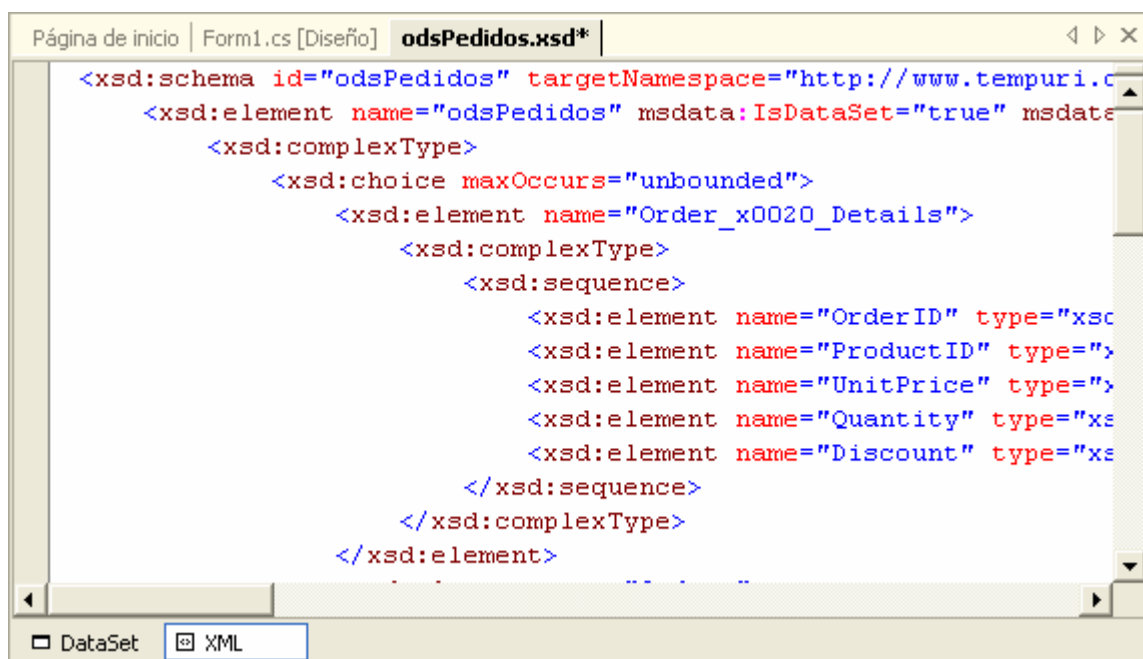 Página de inicio | Form1.cs [Diseño] odsPedidos.xsd*
<xsd:schema id="odsPedidos" targetNamespace="http://www.tempuri.
<xsd:element name="odsPedidos" msdata:IsDataSet="true" msdata
<xsd:complexType>
<xsd:choice maxOccurs="unbounded">
<xsd:element name="Order_x0020_Details">
<xsd:complexType>
<xsd:sequence>
<xsd:element name="OrderID" type="xsd
<xsd:element name="ProductID" type="
<xsd:element name="UnitPrice" type="
<xsd:element name="Quantity" type="xs
<xsd:element name="Discount" type="xs
</xsd:sequence>
</xsd:complexType>
</xsd:element>
DataSet XML